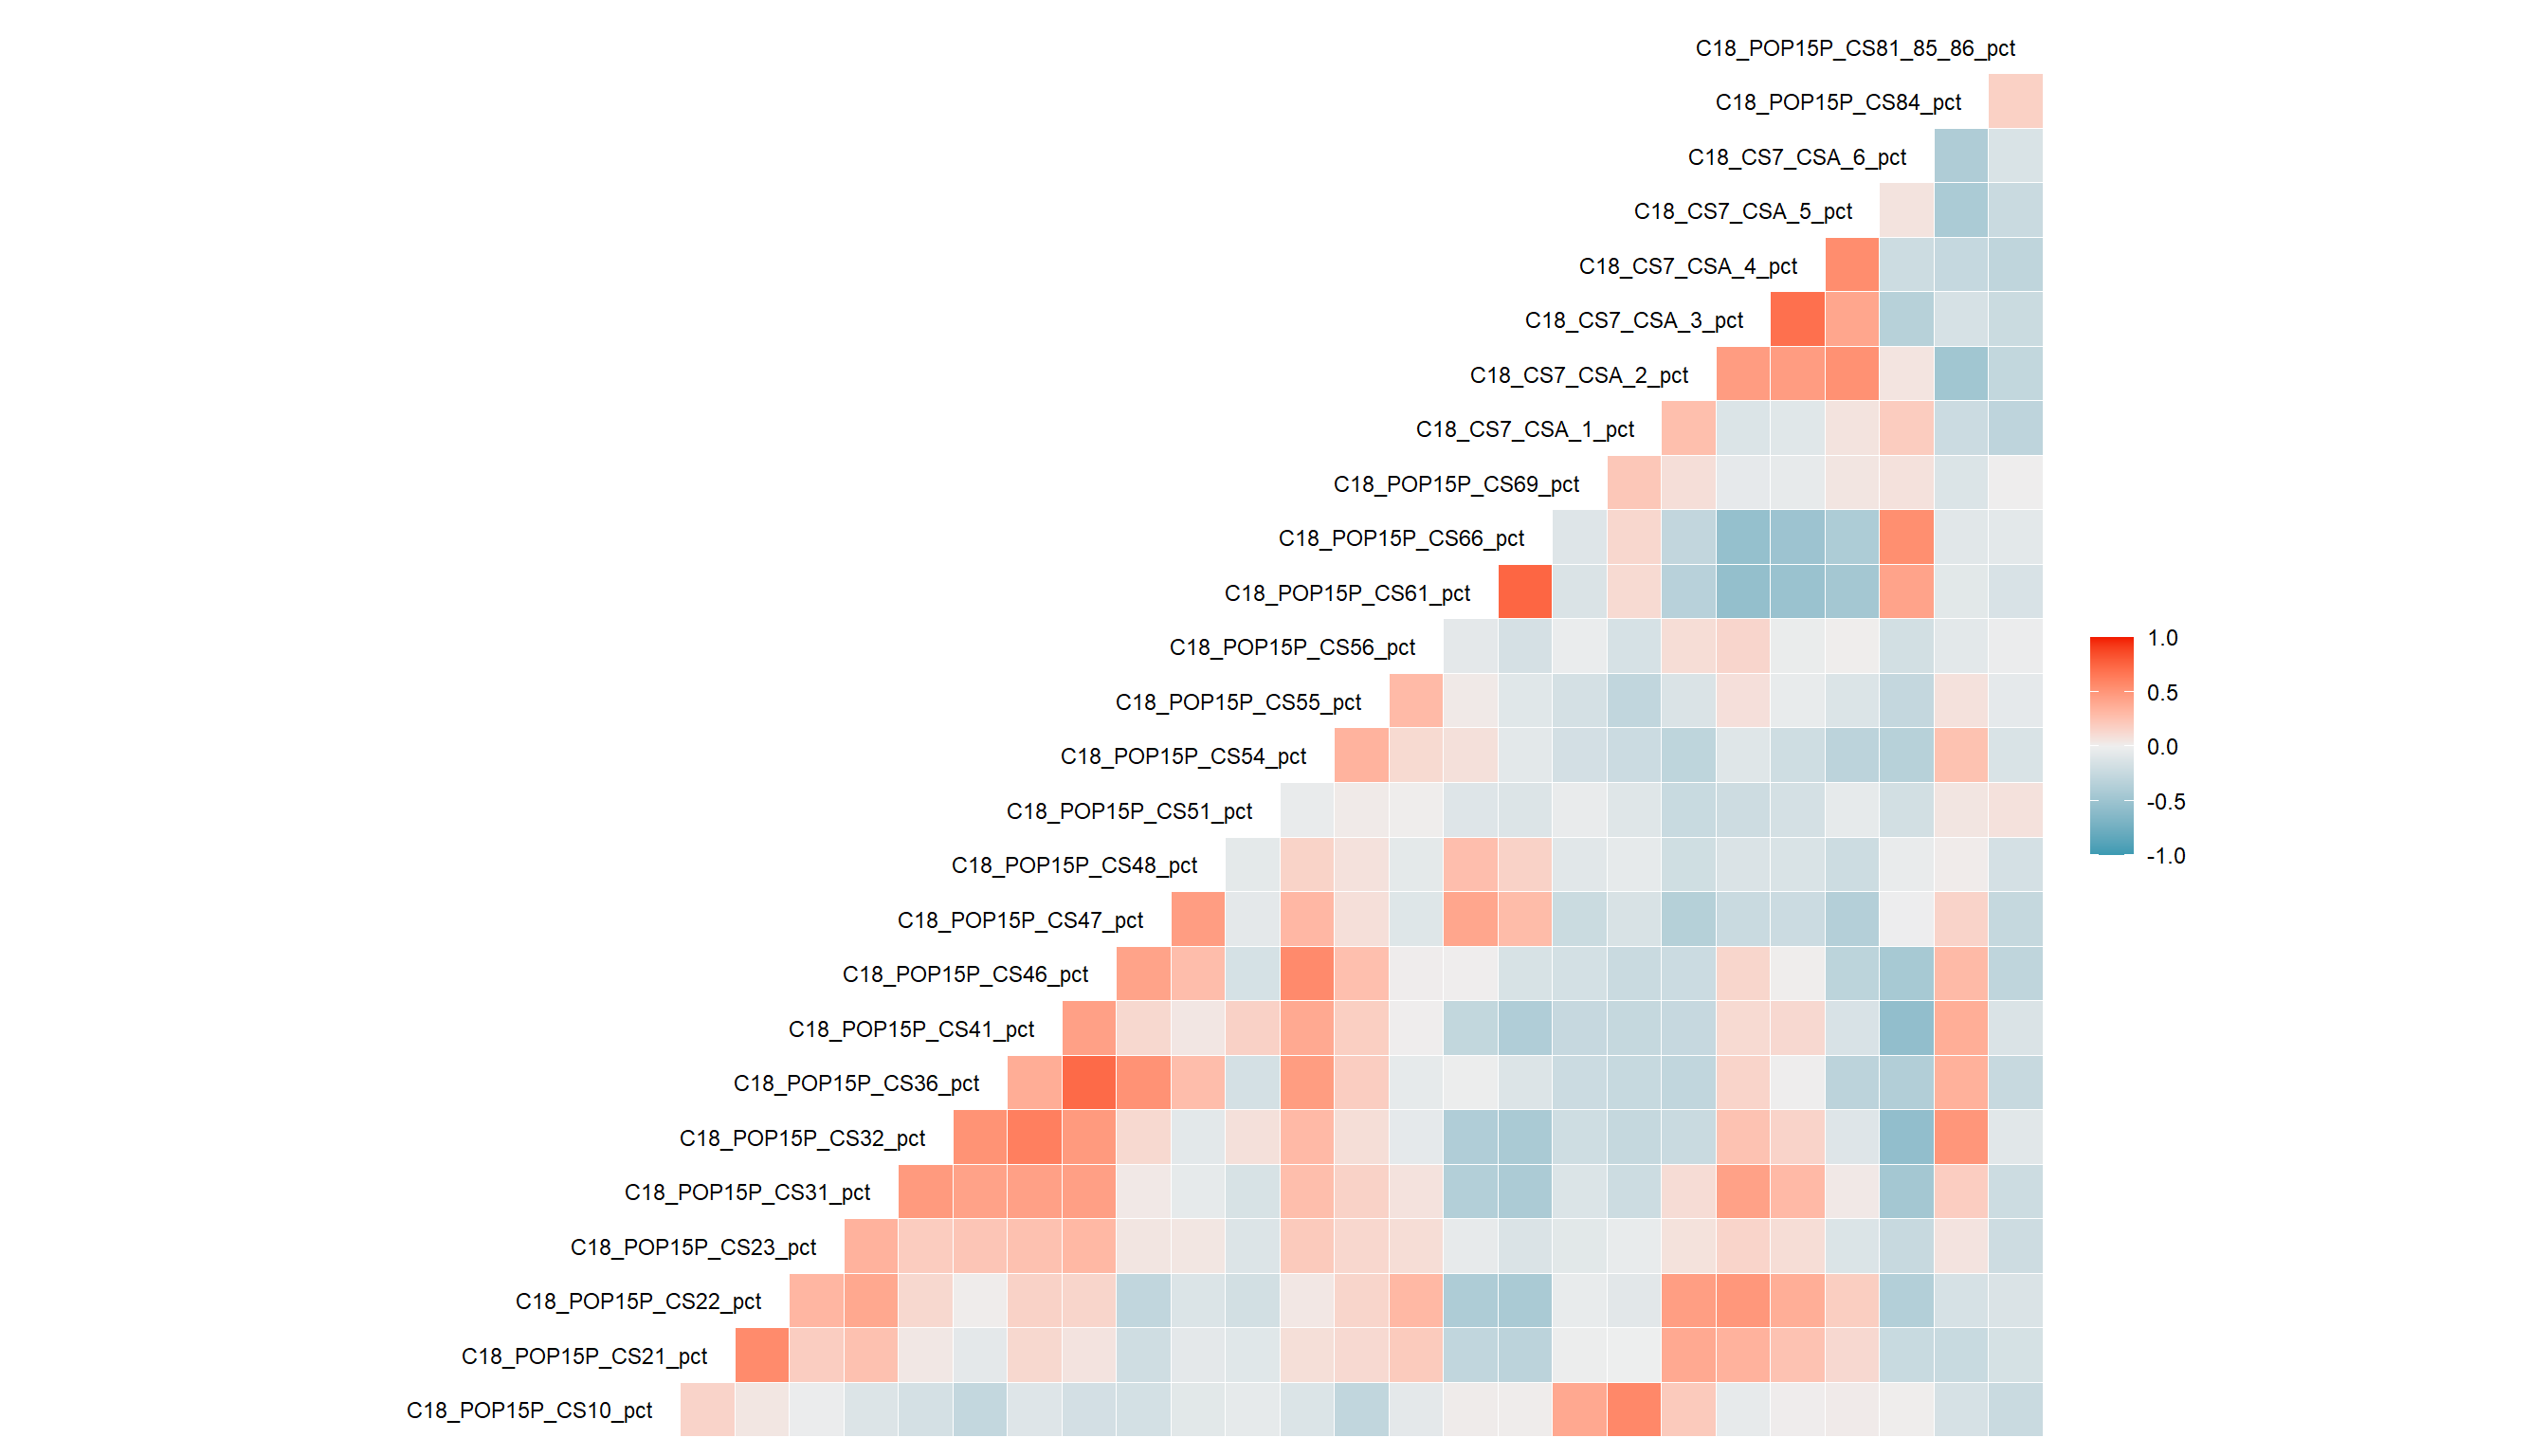 C18_POP15P_CS81_85_86_pct
C18_POP15P_CS84_pct
C18_CS7_CSA_6_pct
C18_CS7_CSA_5_pct
C18_CS7_CSA_4_pct
C18_CS7_CSA_3_pct
C18_CS7_CSA_2_pct
C18_CS7_CSA_1_pct
C18_POP15P_CS69_pct
C18_POP15P_CS66_pct
C18_POP15P_CS61_pct
C18_POP15P_CS56_pct
C18_POP15P_CS55_pct
C18_POP15P_CS54_pct
C18_POP15P_CS51_pct
C18_POP15P_CS48_pct
C18_POP15P_CS47_pct
C18_POP15P_CS46_pct
C18_POP15P_CS41_pct
C18_POP15P_CS36_pct
C18_POP15P_CS32_pct
C18_POP15P_CS31_pct
C18_POP15P_CS23_pct
C18_POP15P_CS22_pct
C18_POP15P_CS21_pct
C18_POP15P_CS10_pct
1.0
0.5
0.0
-0.5
-1.0